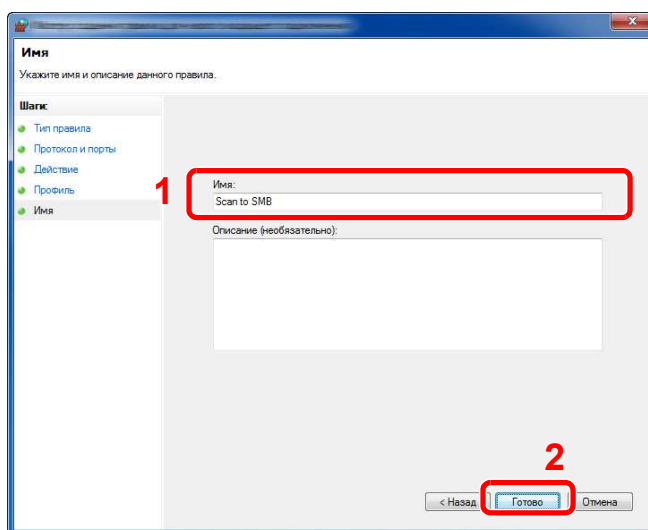 Имя
Укажите имя и описание данного правила.
Шаги:
Тип правила
Протокол и порты
Действие
Профиль
Имя
1
Имя:
Scan to SMB
Описание (необязательно):
2
< Назад
Готово
Отмена